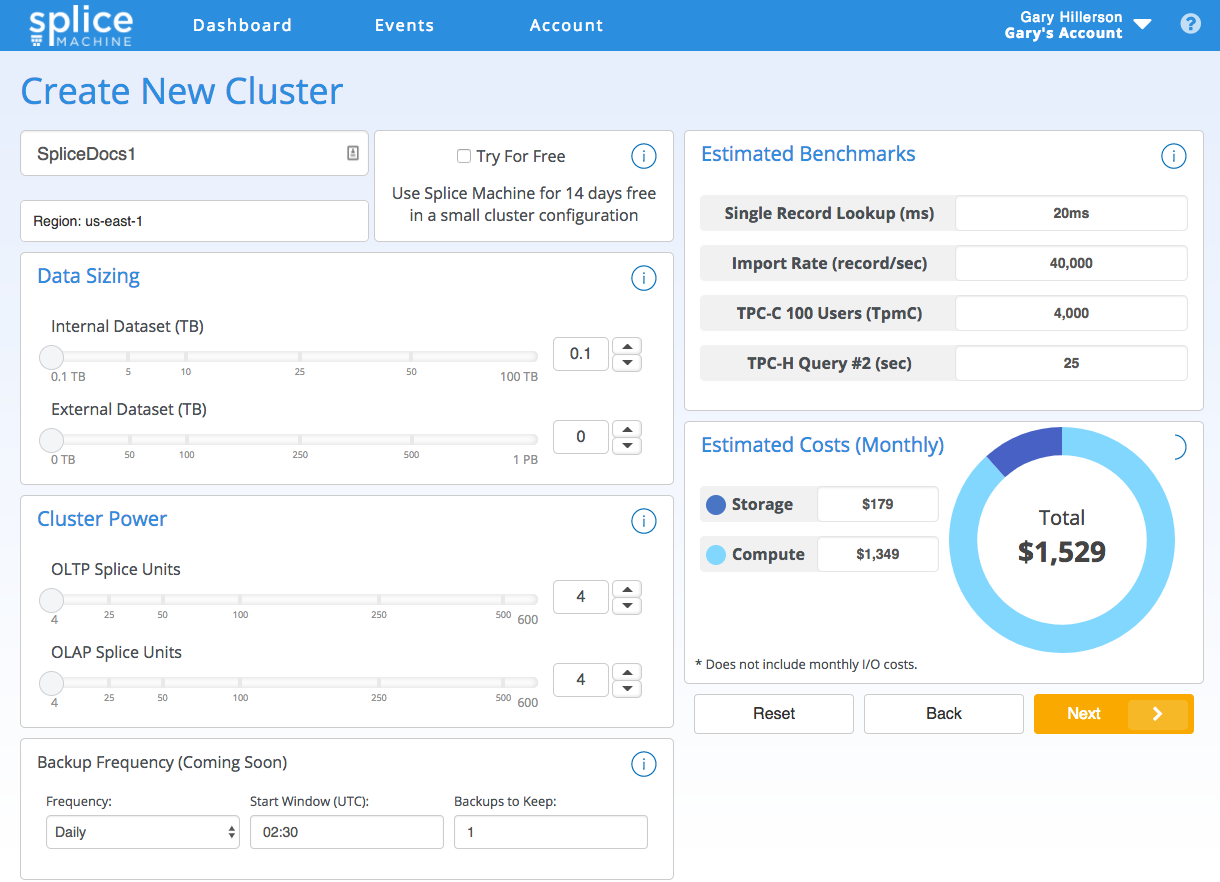 splice
MACHINE
Dashboard
Events
Account
Gary Hillerson
Gary's Account
?
Create New Cluster
SpliceDocs1
Region: us-east-1
Try For Free
i
Use Splice Machine for 14 days free
in a small cluster configuration
Data Sizing
i
Internal Dataset (TB)
0.1 TB
5
10
25
50
100 TB
0.1
External Dataset (TB)
0 TB
50
100
250
500
1 PB
0
Cluster Power
i
OLTP Splice Units
4
25
50
100
250
500
600
4
OLAP Splice Units
4
25
50
100
250
500
600
4
Backup Frequency (Coming Soon)
i
Frequency:
Daily
Start Window (UTC):
02:30
Backups to Keep:
1
Estimated Benchmarks
i
Single Record Lookup (ms)
20ms
Import Rate (record/sec)
40,000
TPC-C 100 Users (TpmC)
4,000
TPC-H Query #2 (sec)
25
Estimated Costs (Monthly)
Storage
$179
Compute
$1,349
Total
$1,529
* Does not include monthly I/O costs.
Reset
Back
Next